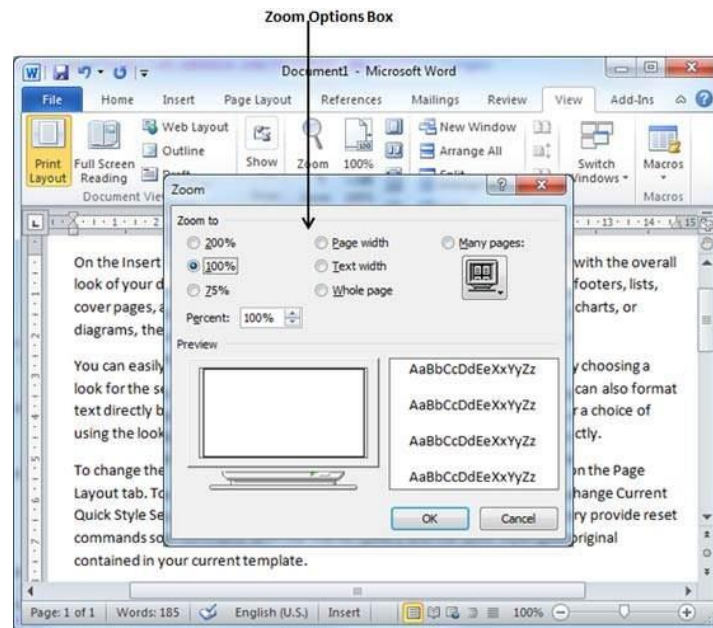 Zoom Options Box
Document1 - Microsoft Word
File Home Insert Page Layout References Mailings Review View Add-Ins
Print Layout
Full Screen Reading
Web Layout
Outline
Document
Show
Zoom
100%
New Window
Arrange All
Switch Windows
Macros
Macros
Zoom
Zoom to
200% Page width Many pages:
100% Text width
75% Whole page
Percent: 100%
Preview
AaBbCcDdEeXxYyZz
AaBbCcDdEeXxYyZz
AaBbCcDdEeXxYyZz
AaBbCcDdEeXxYyZz
OK Cancel
On the Insert with the overall
look of your footers, lists,
cover pages, charts, or
diagrams, the
You can easily choosing a
look for the can also format
text directly a choice of
using the look
To change the on the Page
Layout tab. hange Current
Quick Style ry provide reset
commands original
contained in your current template.
Page: 1 of 1 Words: 185 English (U.S.) Insert 100%